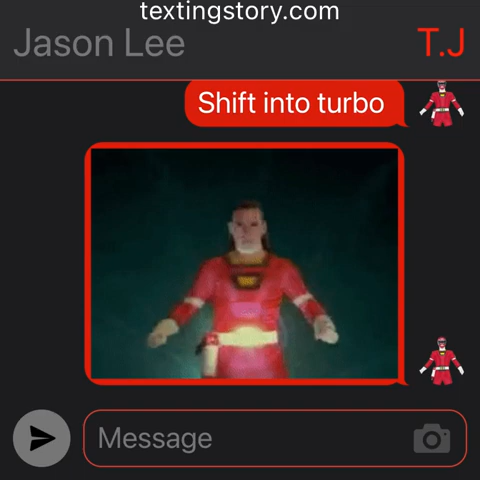 textingstory.com
Jason Lee
T.J
Shift into turbo
Message